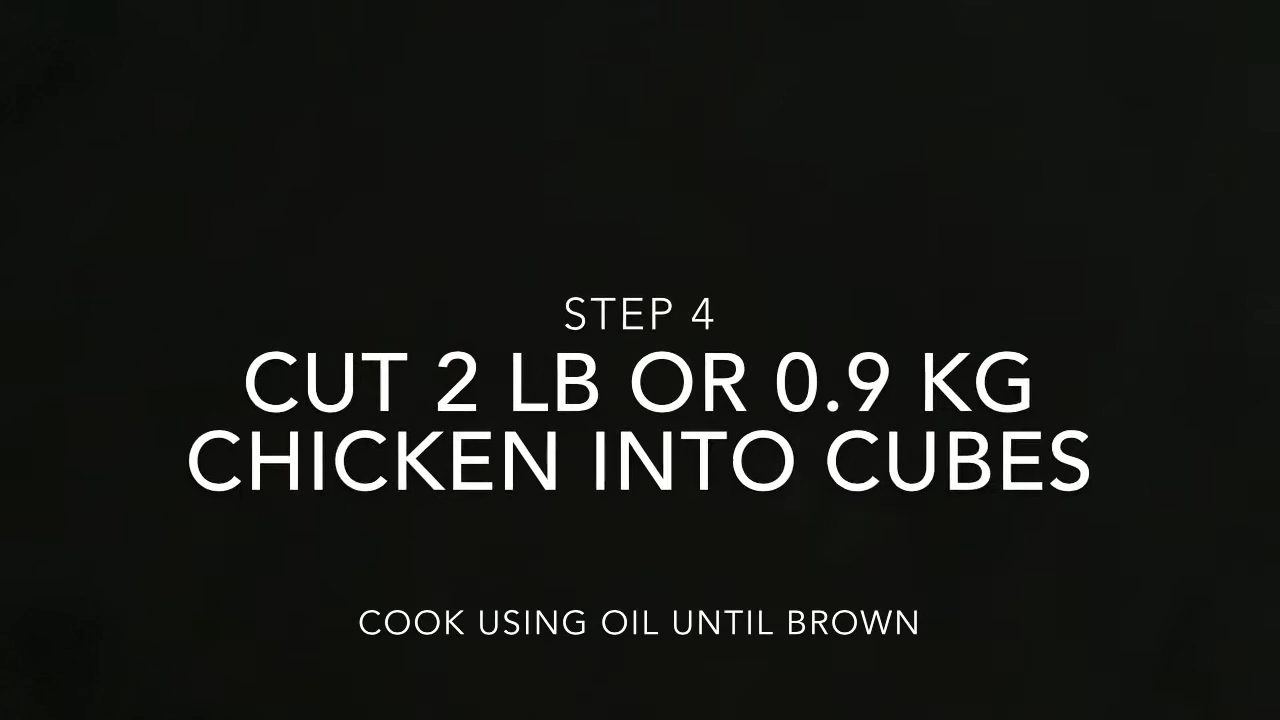 STEP 4
CUT 2 LB OR 0.9 KG
CHICKEN INTO CUBES
COOK USING OIL UNTIL BROWN